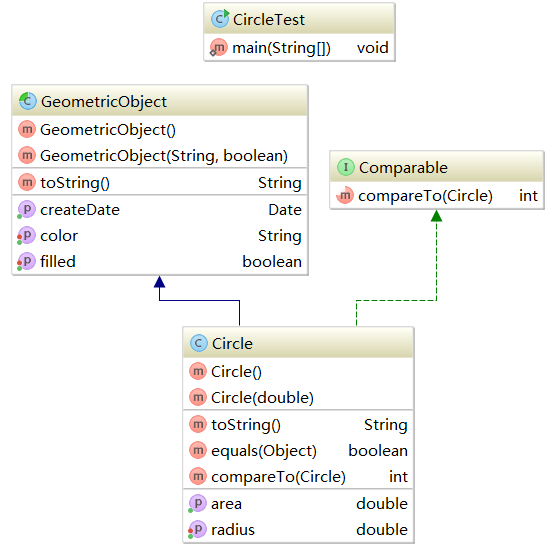 CircleTest
main(String[]) void
GeometricObject
GeometricObject()
GeometricObject(String, boolean)
toString() String
createDate Date
color String
filled boolean
Comparable
compareTo(Circle) int
Circle
Circle()
Circle(double)
toString() String
equals(Object) boolean
compareTo(Circle) int
area double
radius double